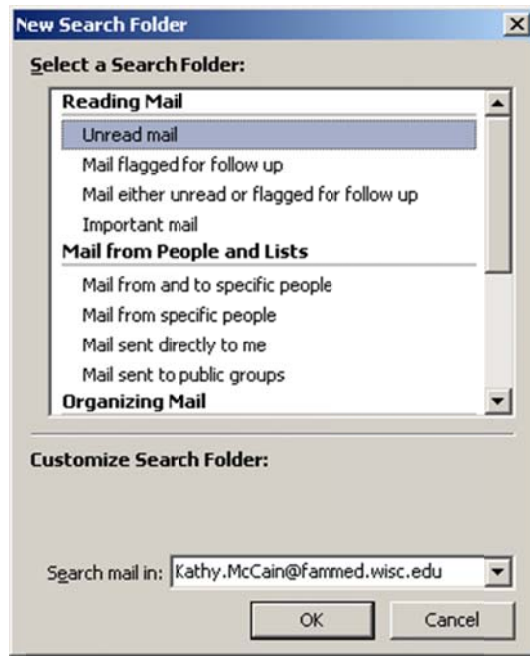 New Search Folder
Select a Search Folder:
Reading Mail
Unread mail
Mail flagged for follow up
Mail either unread or flagged for follow up
Important mail
Mail from People and Lists
Mail from and to specific people
Mail from specific people
Mail sent directly to me
Mail sent to public groups
Organizing Mail
Customize Search Folder:
Search mail in: Kathy.McCain@fammed.wisc.edu
OK Cancel